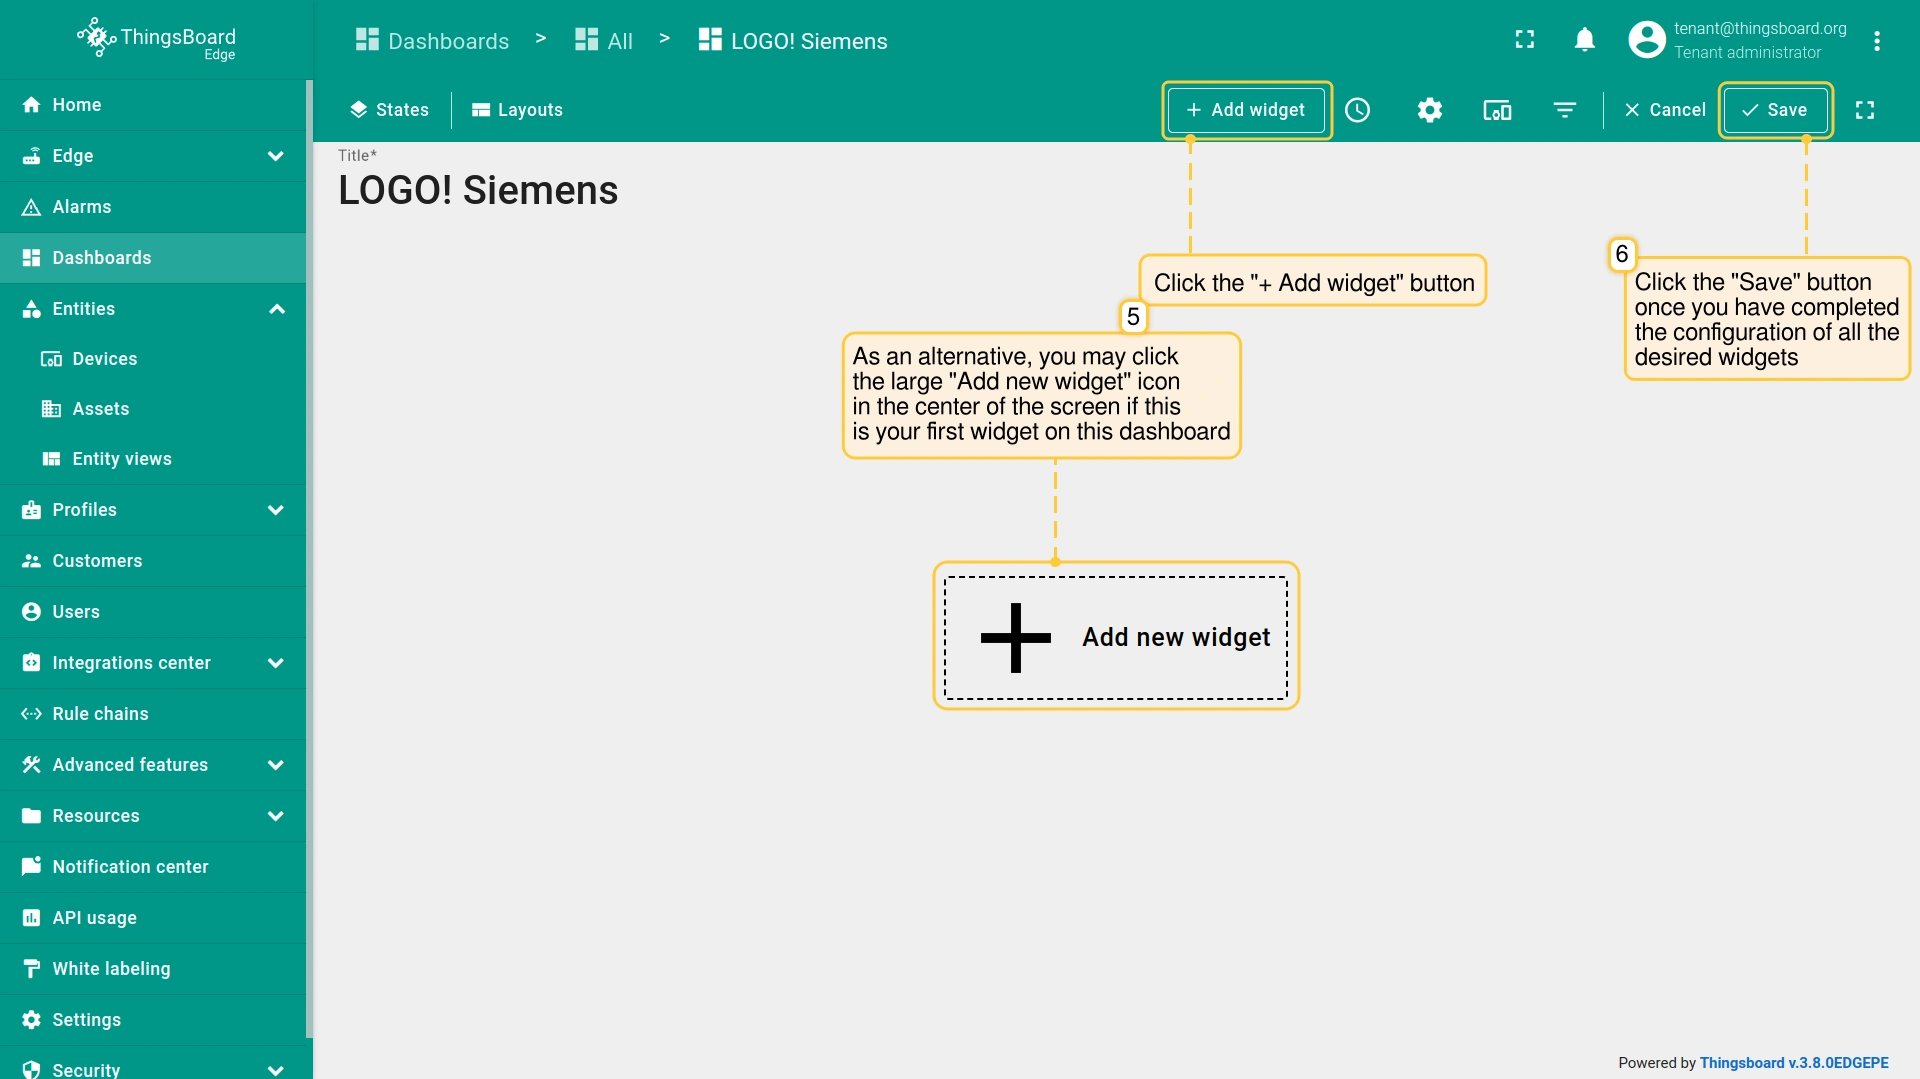 ThingsBoard
Edge
Dashboards > All > LOGO! Siemens
tenant@thingsboard.org
Tenant administrator
States
Layouts
+ Add widget
Cancel
Save
Home
Edge
Alarms
Dashboards
Entities
Devices
Assets
Entity views
Profiles
Customers
Users
Integrations center
Rule chains
Advanced features
Resources
Notification center
API usage
White labeling
Settings
Security
Title*
LOGO! Siemens
Click the "+ Add widget" button
5
As an alternative, you may click
the large "Add new widget" icon
in the center of the screen if this
is your first widget on this dashboard
6
Click the "Save" button
once you have completed
the configuration of all the
desired widgets
Add new widget
Powered by Thingsboard v.3.8.0EDGEPE